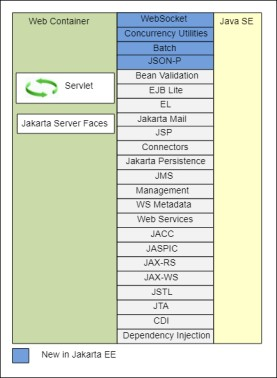 Web Container
WebSocket
Java SE
Concurrency Utilities
Batch
JSON-P
Bean Validation
EJB Lite
EL
Jakarta Mail
JSP
Connectors
Jakarta Persistence
JMS
Management
WS Metadata
Web Services
JACC
JASPIC
JAX-RS
JAX-WS
JSTL
JTA
CDI
Dependency Injection
Servlet
Jakarta Server Faces
New in Jakarta EE